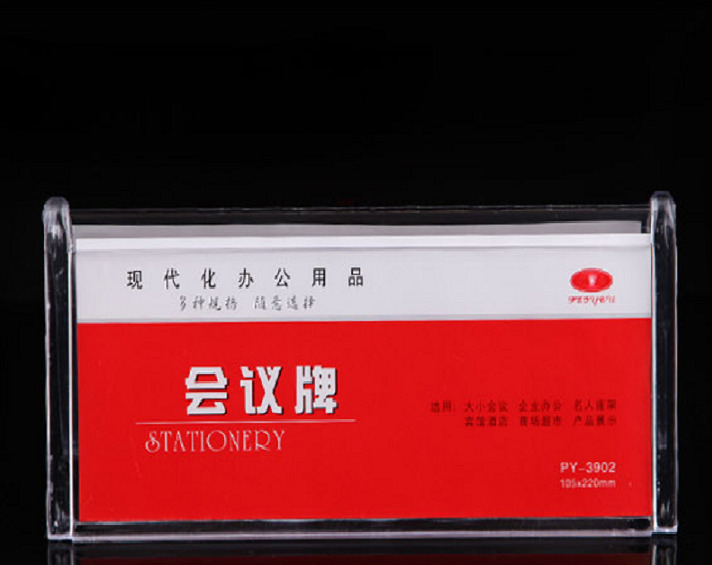 现代化办公用品
多种规格 随意选择
会议牌
STATIONERY
适用: 大小会议 企业办公 名人座架
宾馆酒店 商场超市 产品展示
PY-3902
105x220mm